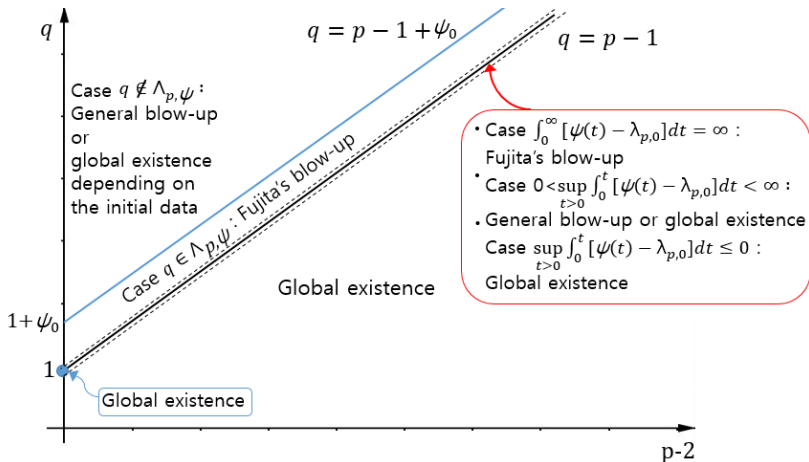 q
q = p − 1 + ψ₀
q = p − 1
Case q ∉ Λ_{p,ψ} :
General blow-up
or
global existence
depending on
the initial data
Case q ∈ Λ_{p,ψ} : Fujita's blow-up
• Case ∫₀^∞ [ψ(t) − λ_{p,0}]dt = ∞ :
Fujita's blow-up
• Case 0<sup_{t>0} ∫₀^t [ψ(t) − λ_{p,0}]dt < ∞ :
• General blow-up or global existence
Case sup_{t>0} ∫₀^t [ψ(t) − λ_{p,0}]dt ≤ 0 :
Global existence
Global existence
1+ψ₀
1
Global existence
p-2